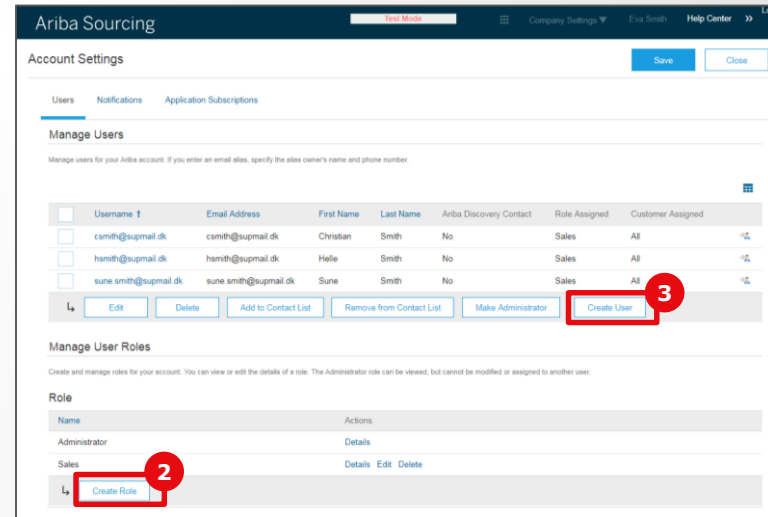 Ariba Sourcing
Test Mode
Company Settings ▼
Eva Smith
Help Center »
Account Settings
Save
Close
Users Notifications Application Subscriptions
Manage Users
Manage users for your Ariba account. If you enter an email alias, specify the alias owner's name and phone number.
Username ↑ Email Address First Name Last Name Ariba Discovery Contact Role Assigned Customer Assigned
csmith@supmail.dk csmith@supmail.dk Christian Smith No Sales All
hsmith@supmail.dk hsmith@supmail.dk Helle Smith No Sales All
sune.smith@supmail.dk sune.smith@supmail.dk Sune Smith No Sales All
3
Edit Delete Add to Contact List Remove from Contact List Make Administrator Create User
Manage User Roles
Create and manage roles for your account. You can view or edit the details of a role. The Administrator role can be viewed, but cannot be modified or assigned to another user.
Role
Name Actions
Administrator Details
Sales Details Edit Delete
2
Create Role